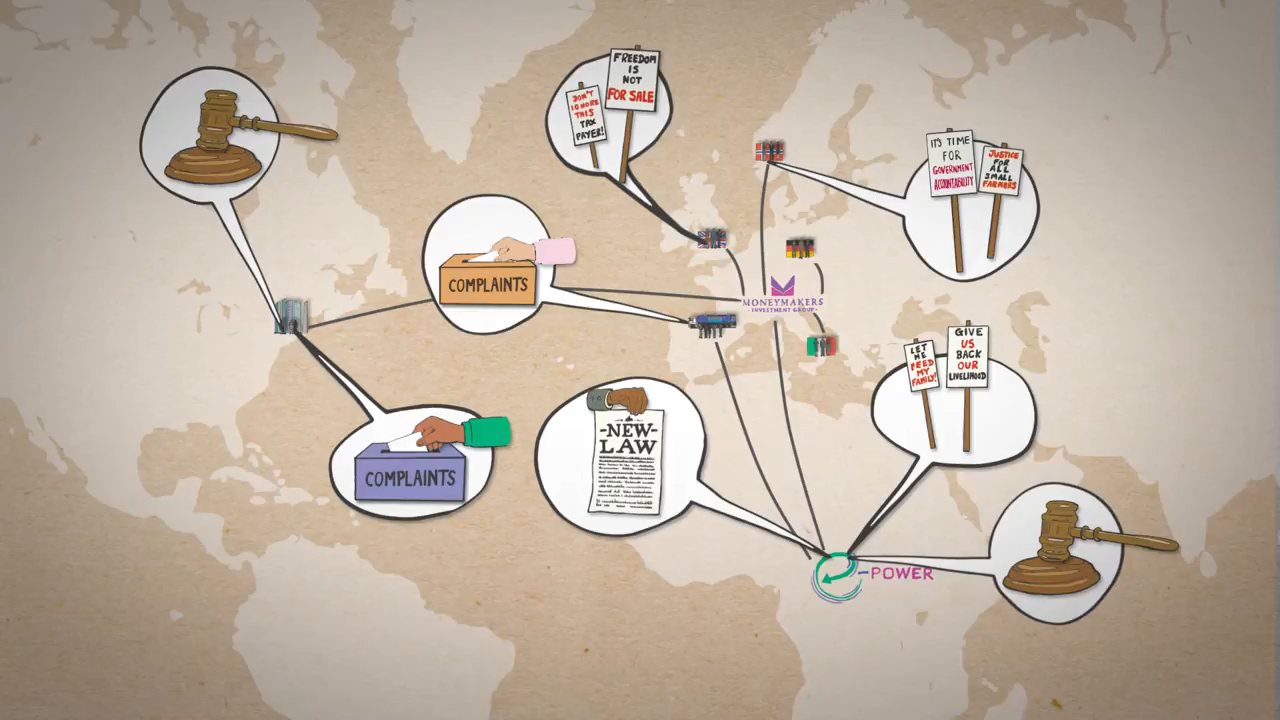 FREEDOM
IS
NOT
FOR SALE
DON'T
IGNORE
THIS
TAX
PAYER!
IT'S TIME
FOR
GOVERNMENT
ACCOUNTABILITY
JUSTICE
FOR
ALL
SMALL
FARMERS
COMPLAINTS
MONEYMAKERS
-INVESTMENT GROUP-
LET
ME
FEED
MY
FAMILY!
GIVE
US
BACK
OUR
LIVELIHOOD
-NEW-
LAW
COMPLAINTS
-POWER